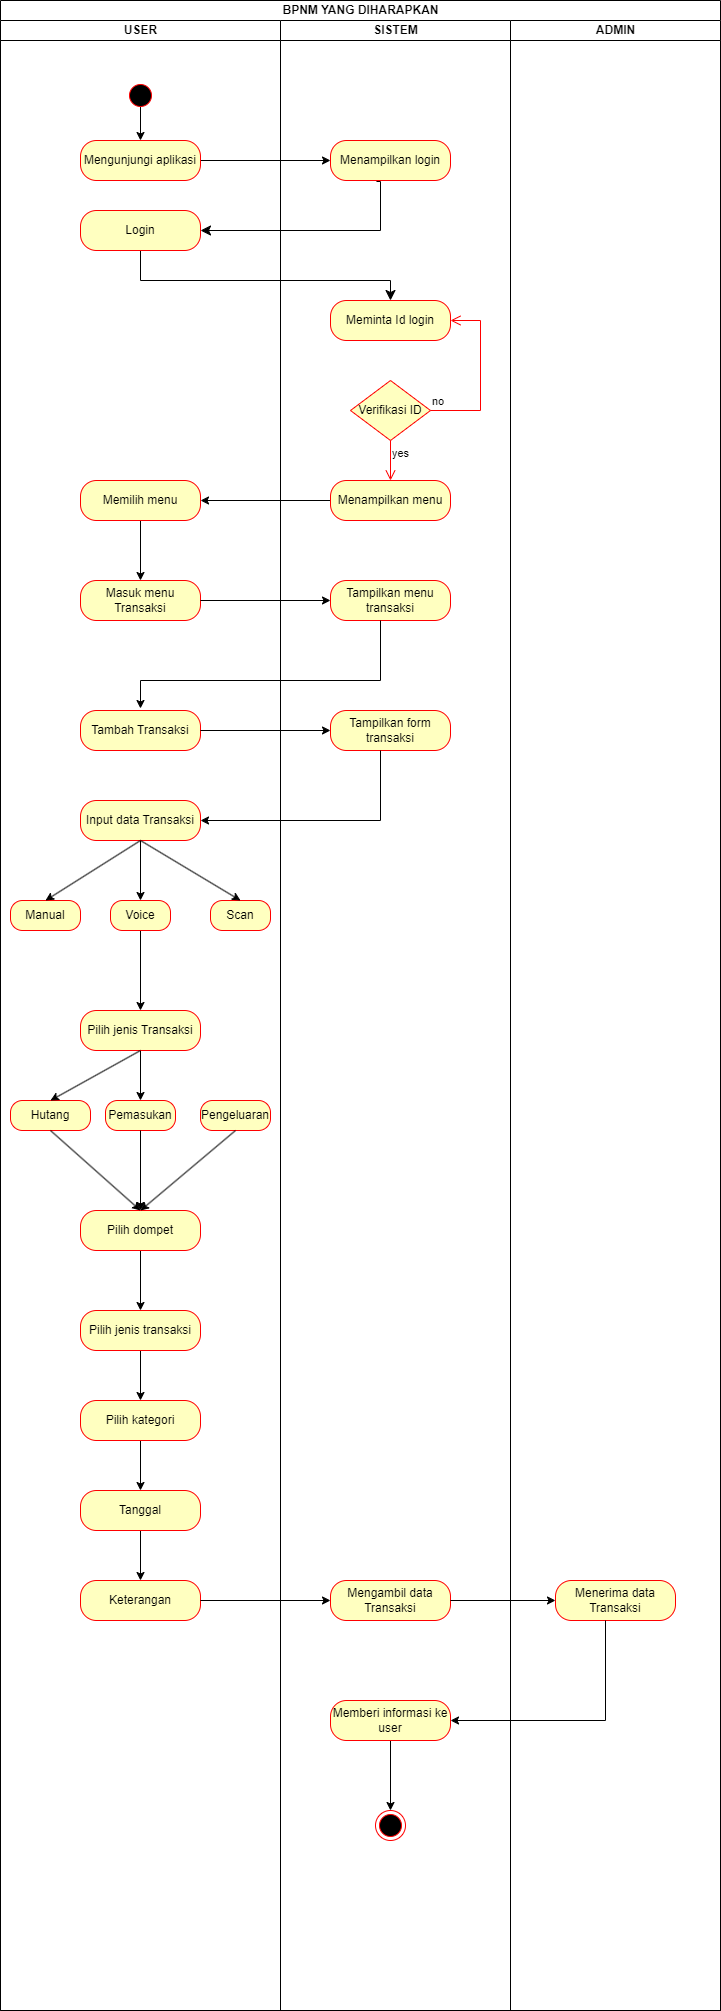 BPNM YANG DIHARAPKAN
USER
SISTEM
ADMIN
Mengunjungi aplikasi
Menampilkan login
Login
Meminta Id login
Verifikasi ID
no
yes
Memilih menu
Menampilkan menu
Masuk menu
Transaksi
Tampilkan menu
transaksi
Tambah Transaksi
Tampilkan form
transaksi
Input data Transaksi
Manual
Voice
Scan
Pilih jenis Transaksi
Hutang
Pemasukan
Pengeluaran
Pilih dompet
Pilih jenis transaksi
Pilih kategori
Tanggal
Keterangan
Mengambil data
Transaksi
Menerima data
Transaksi
Memberi informasi ke
user